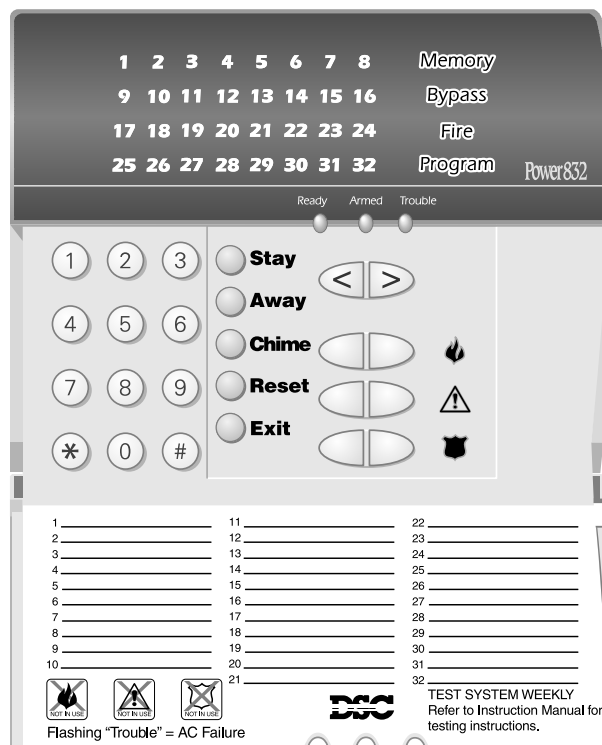 1 2 3 4 5 6 7 8 Memory
9 10 11 12 13 14 15 16 Bypass
17 18 19 20 21 22 23 24 Fire
25 26 27 28 29 30 31 32 Program Power832
Ready Armed Trouble
1 2 3 Stay
< >
Away
4 5 6
Chime
7 8 9 Reset
Exit
* 0 #
1 11 22
2 12 23
3 13 24
4 14 25
5 15 26
6 16 27
7 17 28
8 18 29
9 19 30
10 20 31
21 32
NOT IN USE NOT IN USE NOT IN USE
DSC
TEST SYSTEM WEEKLY
Refer to Instruction Manual for
testing instructions.
Flashing “Trouble” = AC Failure